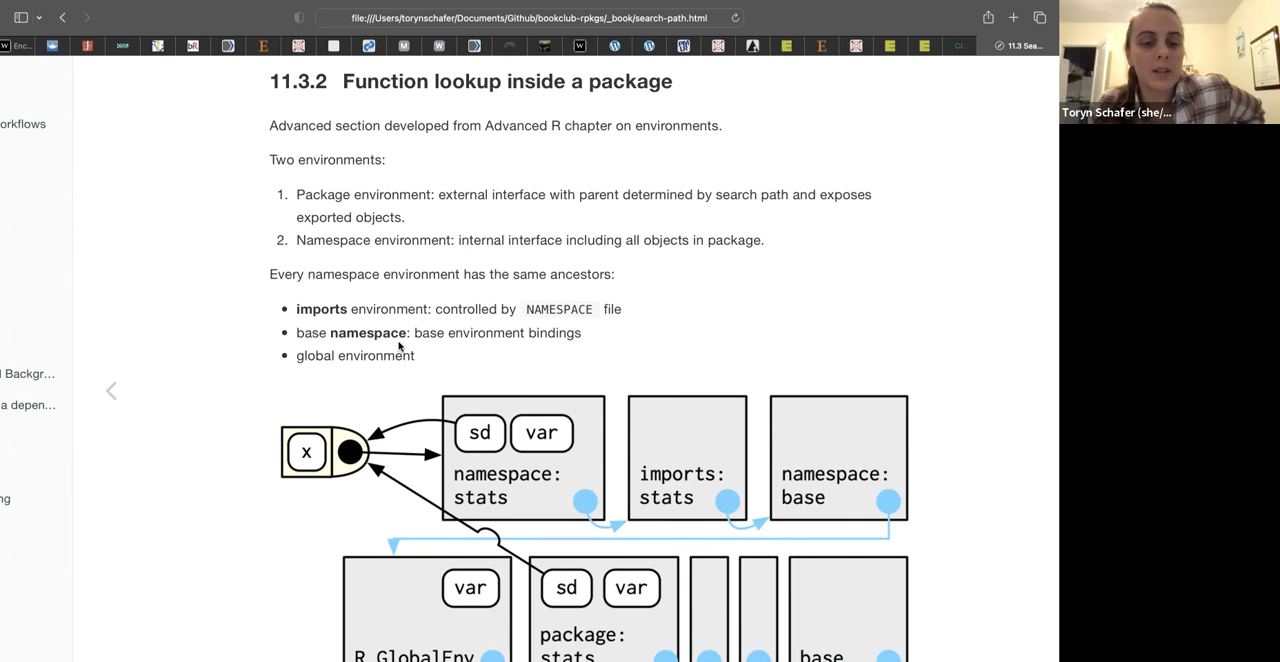 file:///Users/torynschafer/Documents/Github/bookclub-rpkgs/_book/search-path.html
W Enc...
bR
E
M
W
W
E
E
E
E
GL
11.3 Sea...
Toryn Schafer (she/...
orkflows
l Backgr...
a depen...
ng
11.3.2 Function lookup inside a package
Advanced section developed from Advanced R chapter on environments.
Two environments:
1. Package environment: external interface with parent determined by search path and exposes
exported objects.
2. Namespace environment: internal interface including all objects in package.
Every namespace environment has the same ancestors:
• imports environment: controlled by NAMESPACE file
• base namespace: base environment bindings
• global environment
x
sd var
namespace:
stats
imports:
stats
namespace:
base
var
R_GlobalEnv
sd var
package:
stats
base